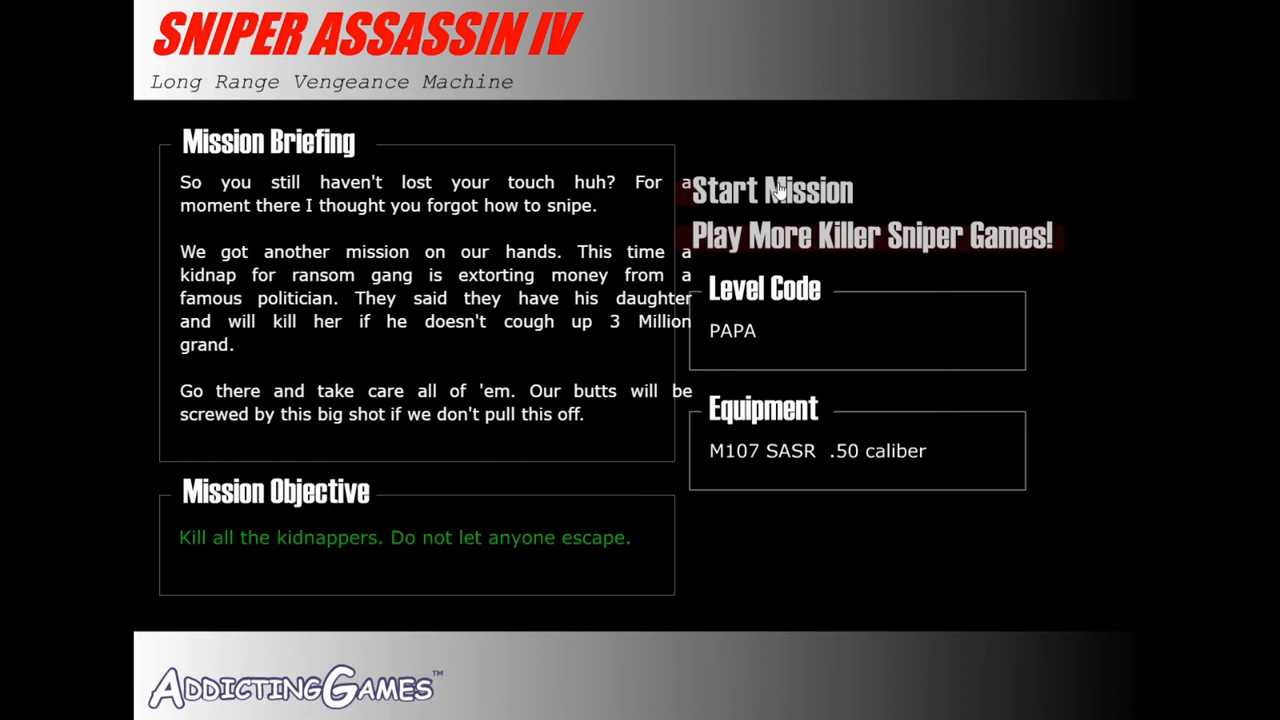 SNIPER ASSASSIN IV
Long Range Vengeance Machine
Mission Briefing
So you still haven't lost your touch huh? For a
moment there I thought you forgot how to snipe.
We got another mission on our hands. This time a
kidnap for ransom gang is extorting money from a
famous politician. They said they have his daughter
and will kill her if he doesn't cough up 3 Million
grand.
Go there and take care all of 'em. Our butts will be
screwed by this big shot if we don't pull this off.
Mission Objective
Kill all the kidnappers. Do not let anyone escape.
Start Mission
Play More Killer Sniper Games!
Level Code
PAPA
Equipment
M107 SASR .50 caliber
ADDICTINGGAMES™